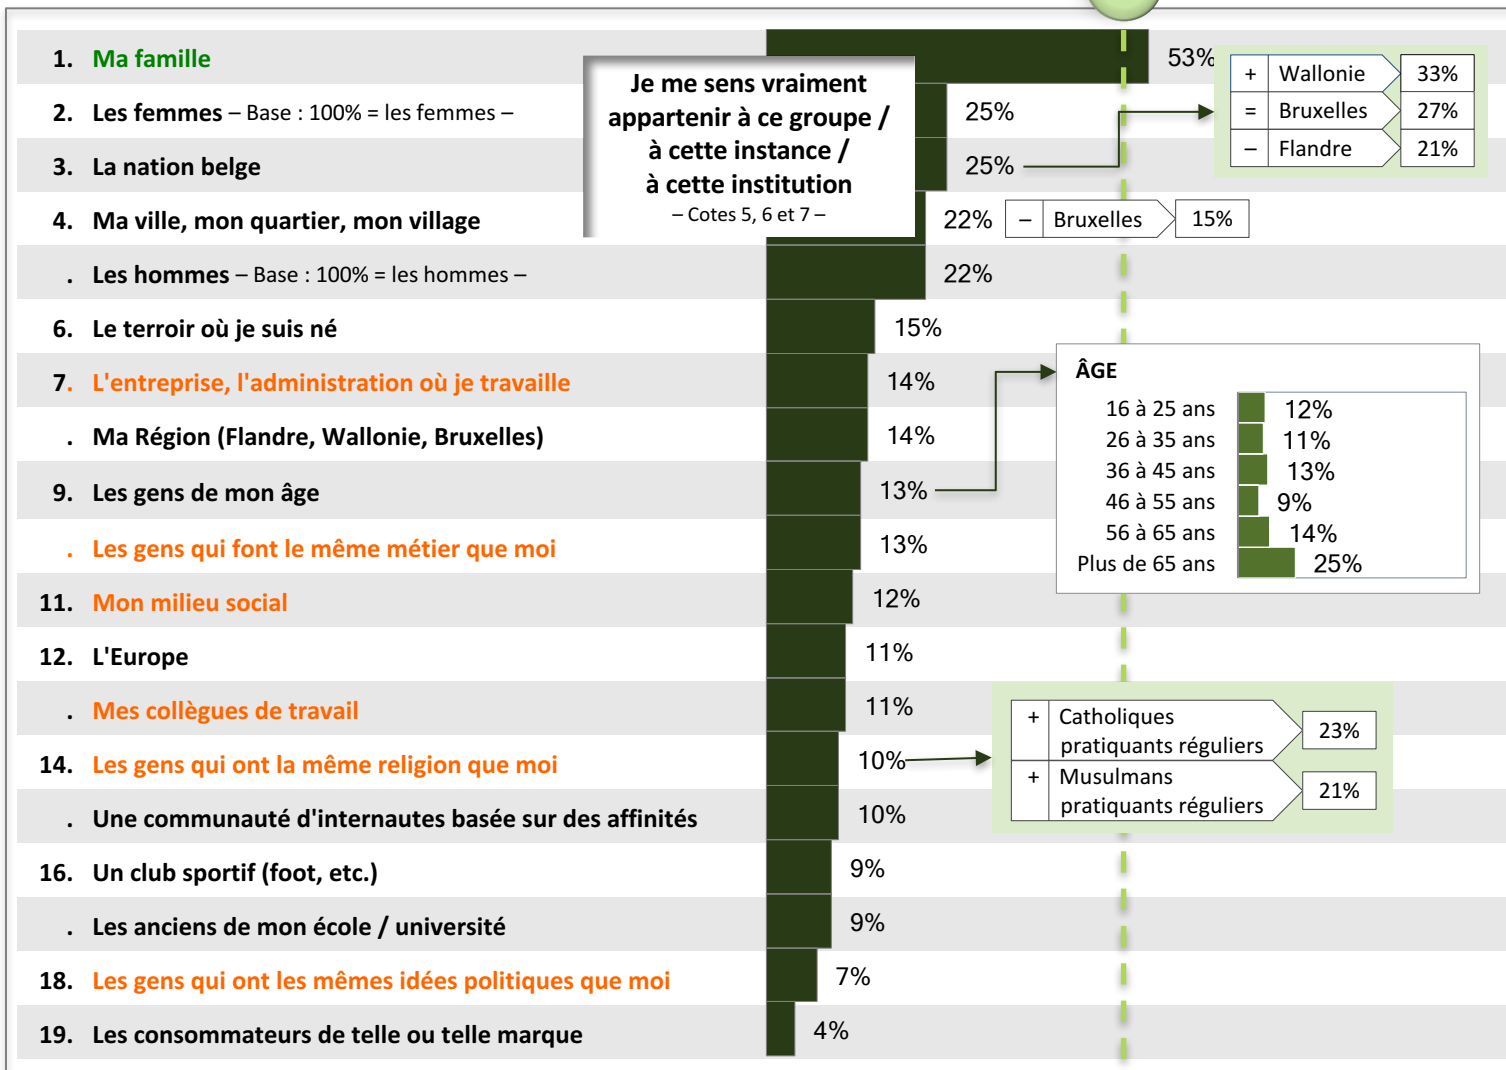 1. Ma famille 53%
2. Les femmes – Base : 100% = les femmes – 25%
3. La nation belge 25%
4. Ma ville, mon quartier, mon village 22%
. Les hommes – Base : 100% = les hommes – 22%
6. Le terroir où je suis né 15%
7. L'entreprise, l'administration où je travaille 14%
. Ma Région (Flandre, Wallonie, Bruxelles) 14%
9. Les gens de mon âge 13%
. Les gens qui font le même métier que moi 13%
11. Mon milieu social 12%
12. L'Europe 11%
. Mes collègues de travail 11%
14. Les gens qui ont la même religion que moi 10%
. Une communauté d'internautes basée sur des affinités 10%
16. Un club sportif (foot, etc.) 9%
. Les anciens de mon école / université 9%
18. Les gens qui ont les mêmes idées politiques que moi 7%
19. Les consommateurs de telle ou telle marque 4%
Je me sens vraiment
appartenir à ce groupe /
à cette instance /
à cette institution
– Cotes 5, 6 et 7 –
+ Wallonie 33%
= Bruxelles 27%
– Flandre 21%
– Bruxelles 15%
ÂGE
16 à 25 ans 12%
26 à 35 ans 11%
36 à 45 ans 13%
46 à 55 ans 9%
56 à 65 ans 14%
Plus de 65 ans 25%
+ Catholiques
pratiquants réguliers 23%
+ Musulmans
pratiquants réguliers 21%